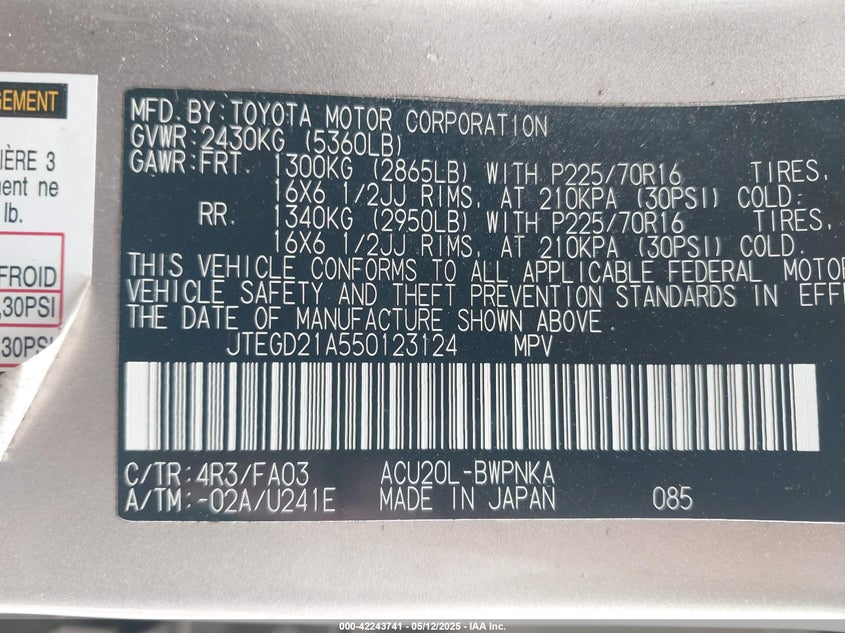 GEMENT
IÈRE 3
ment ne
lb.
FROID
,30PSI
30PSI
MFD. BY: TOYOTA MOTOR CORPORATION
GVWR: 2430KG (5360LB)
GAWR: FRT. 1300KG (2865LB) WITH P225/70R16 TIRES,
16X6 1/2JJ RIMS, AT 210KPA (30PSI) COLD.
RR. 1340KG (2950LB) WITH P225/70R16 TIRES,
16X6 1/2JJ RIMS, AT 210KPA (30PSI) COLD.
THIS VEHICLE CONFORMS TO ALL APPLICABLE FEDERAL MOTOR
VEHICLE SAFETY AND THEFT PREVENTION STANDARDS IN EFFE
THE DATE OF MANUFACTURE SHOWN ABOVE.
JTEGD21A550123124 MPV
C/TR: 4R3/FA03 ACU20L-BWPNKA
A/TM: -02A/U241E MADE IN JAPAN 085
000-42243741 - 05/12/2025 - IAA Inc.